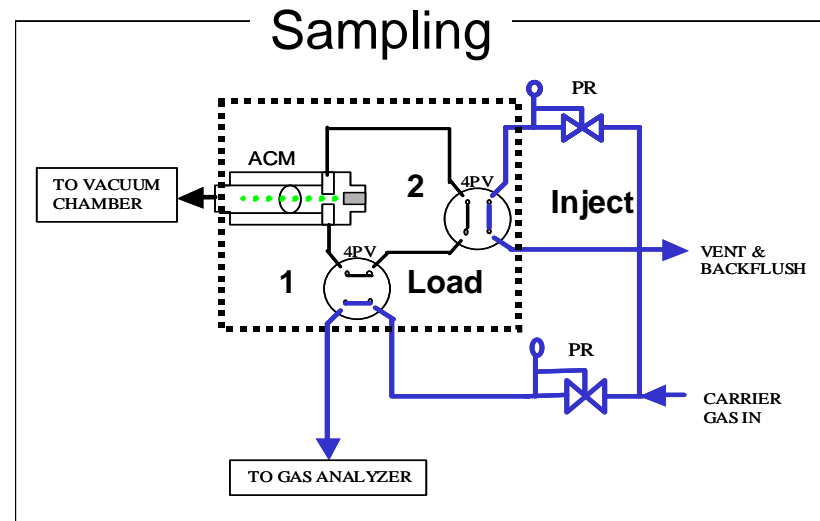 Sampling
PR
ACM
2
4PV
TO VACUUM
CHAMBER
Inject
4PV
VENT &
BACKFLUSH
1
Load
PR
CARRIER
GAS IN
TO GAS ANALYZER